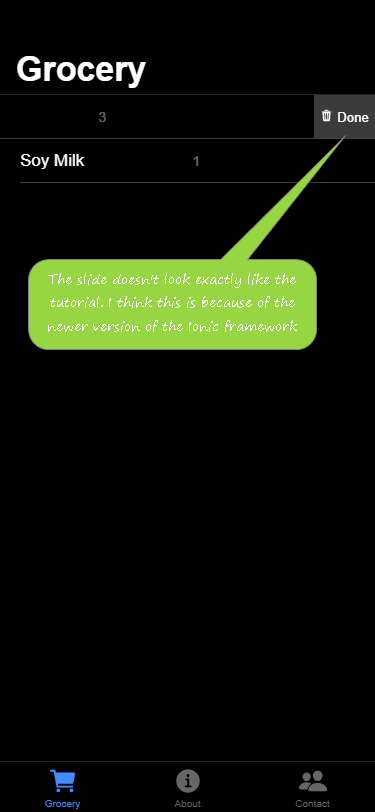 Grocery
3
Done
Soy Milk 1
The slide doesn't look exactly like the
tutorial. I think this is because of the
newer version of the Ionic framework
Grocery About Contact